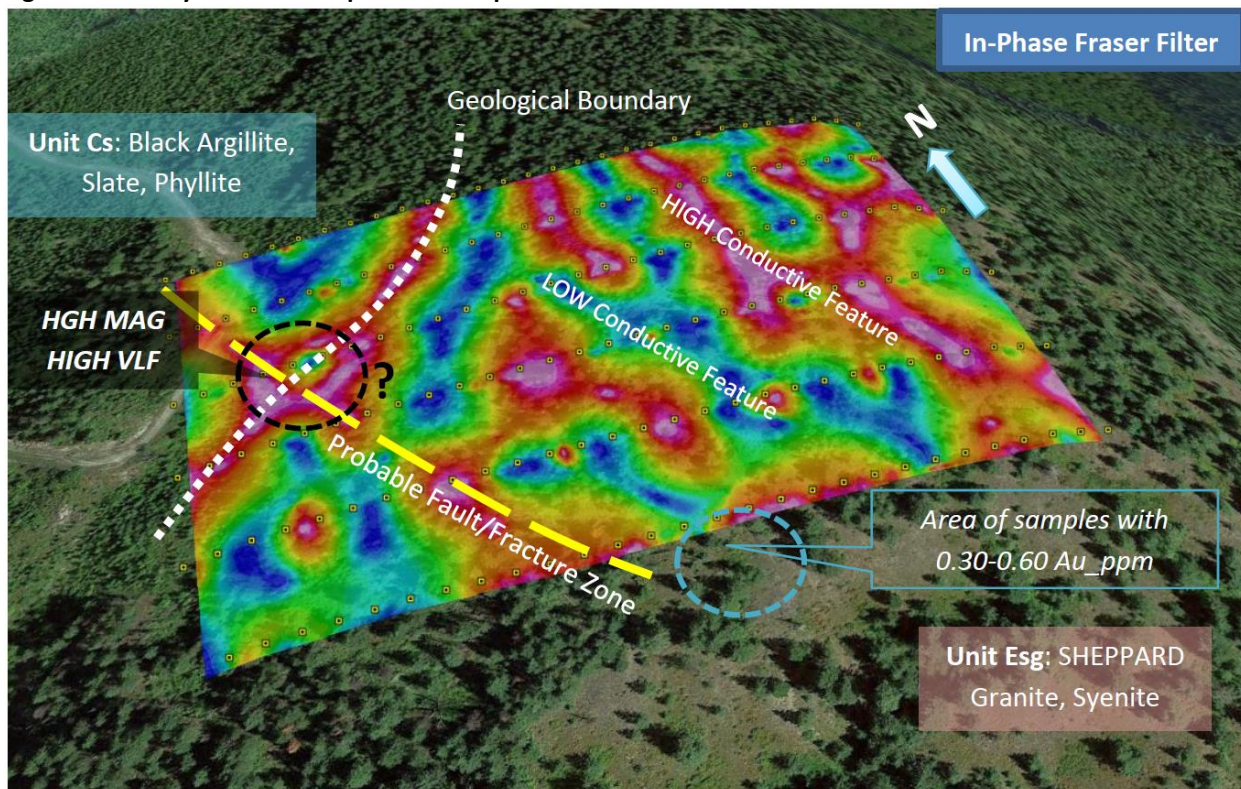 In-Phase Fraser Filter
Geological Boundary
N
Unit Cs: Black Argillite,
Slate, Phyllite
HIGH Conductive Feature
LOW Conductive Feature
HGH MAG
HIGH VLF
?
Probable Fault/Fracture Zone
Area of samples with
0.30-0.60 Au_ppm
Unit Esg: SHEPPARD
Granite, Syenite